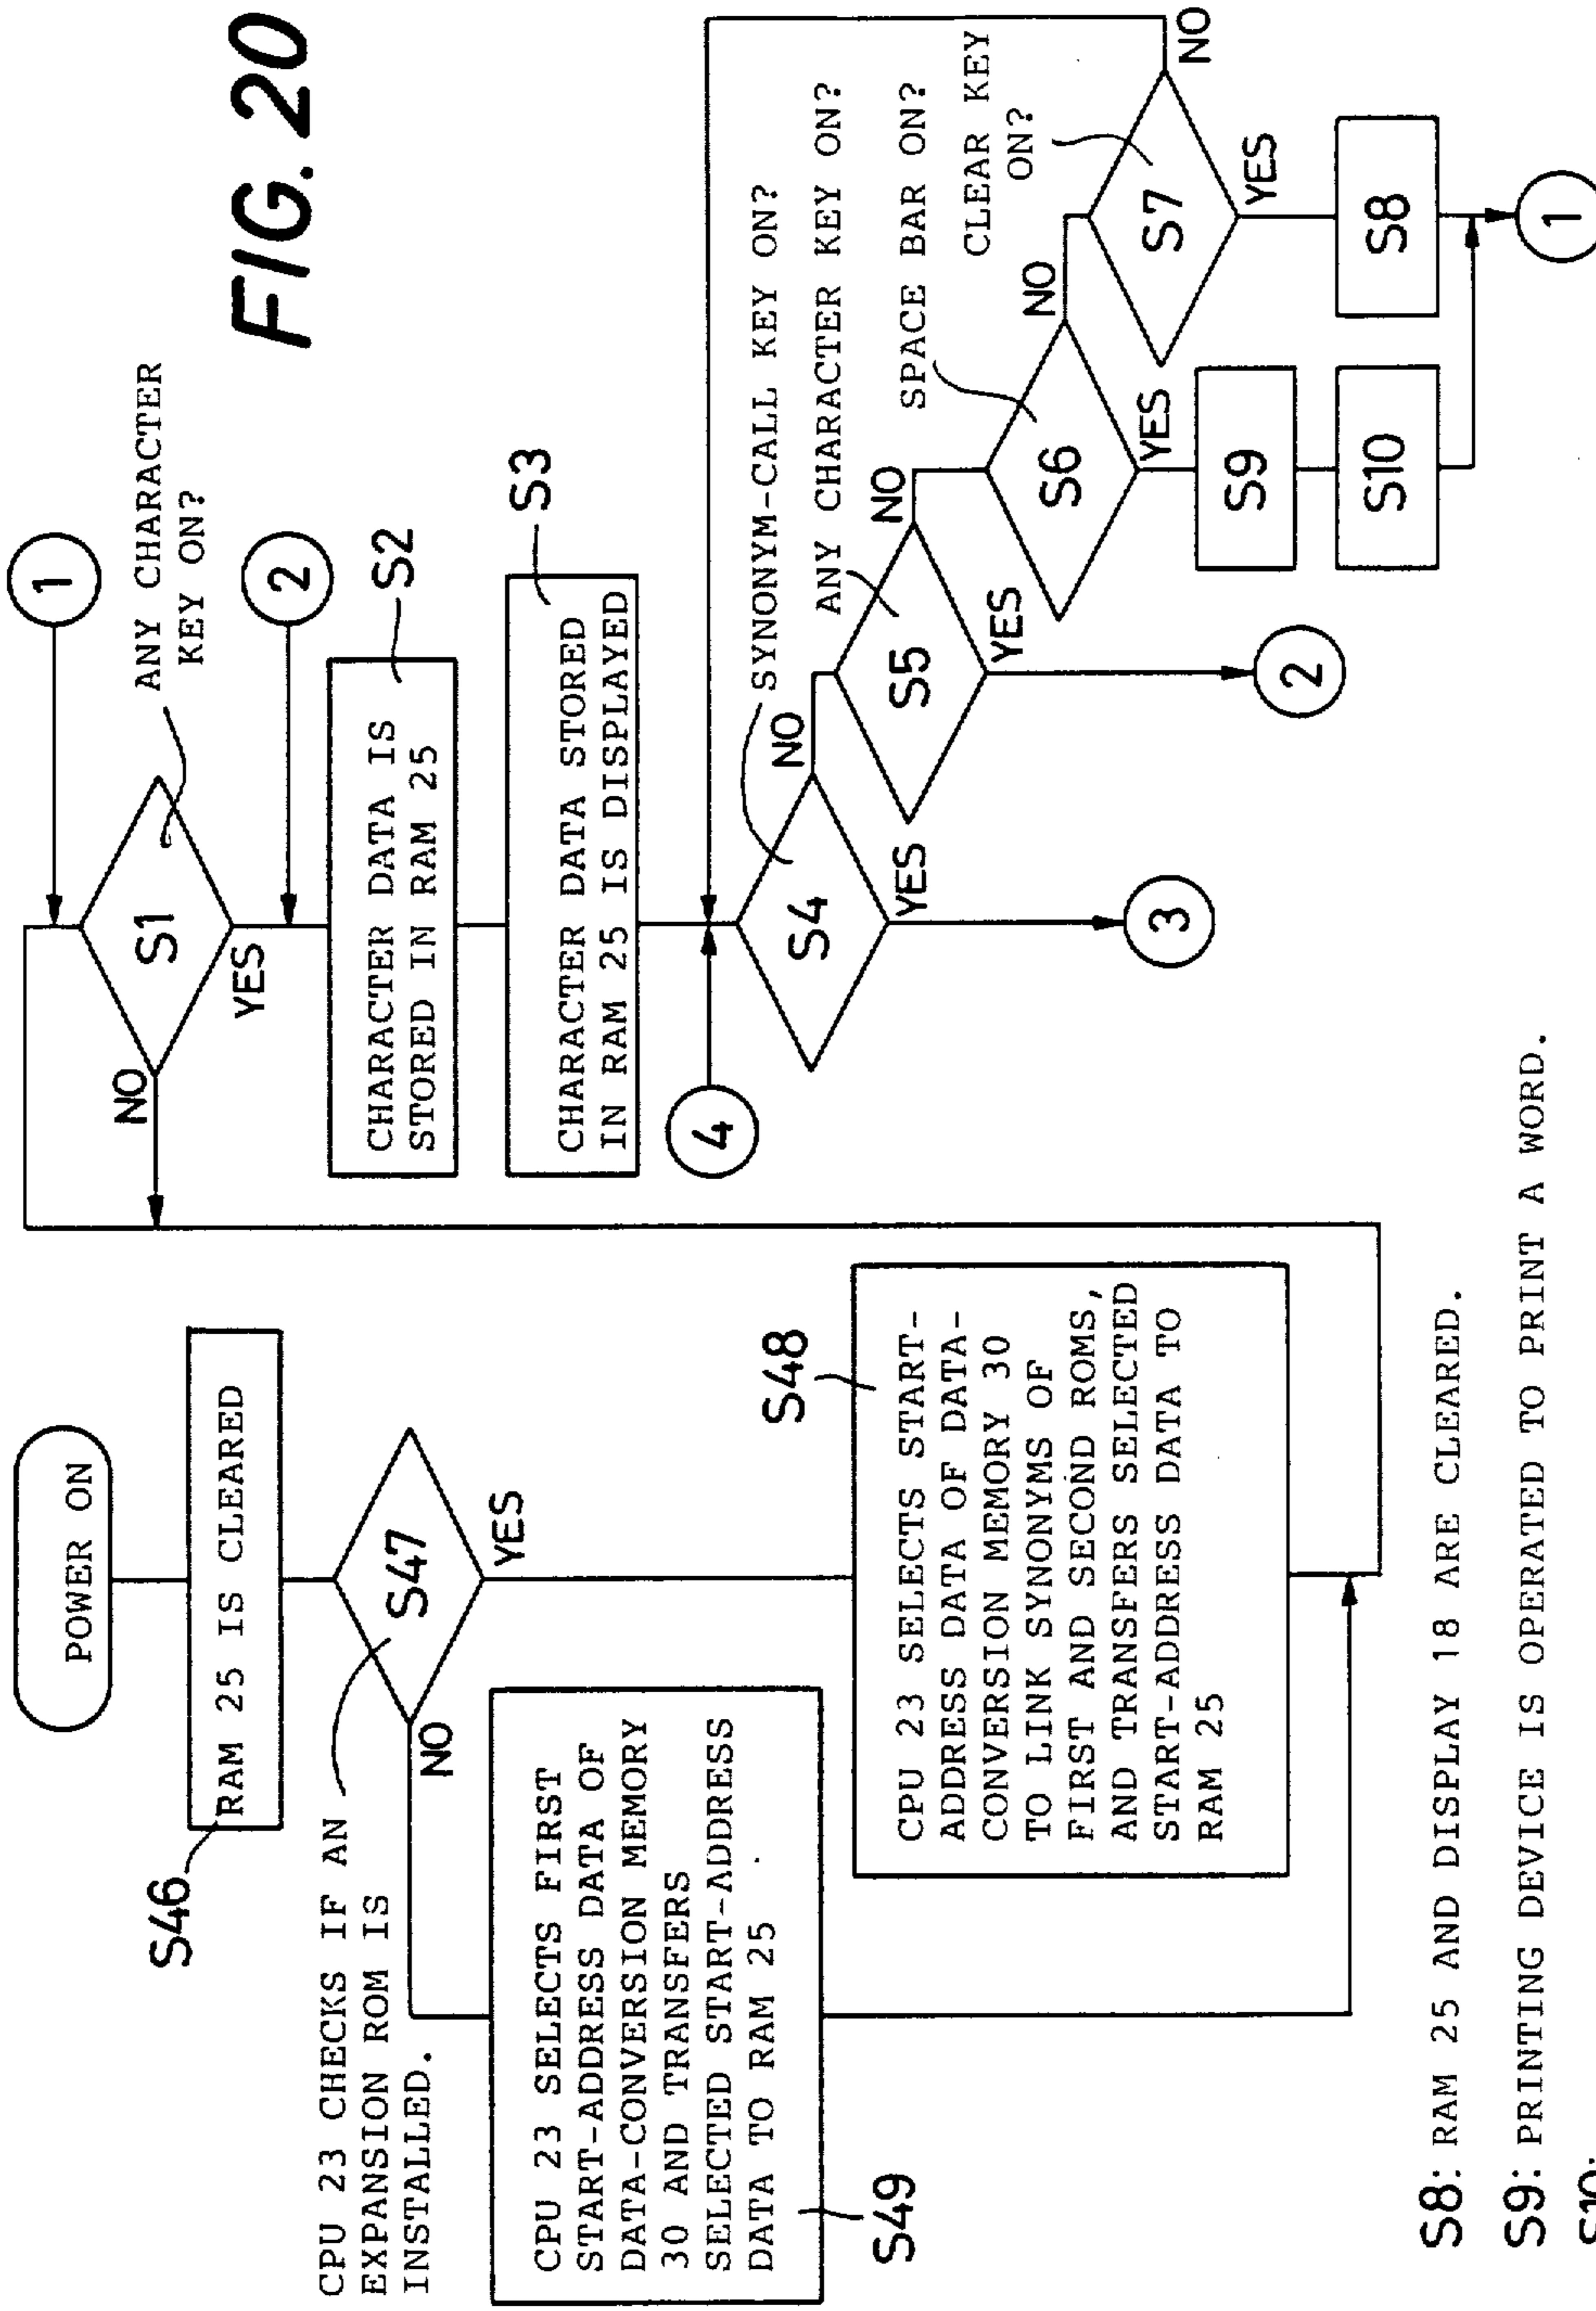 FIG. 20
POWER ON
S46
RAM 25 IS CLEARED
CPU 23 CHECKS IF AN
EXPANSION ROM IS
INSTALLED.
S47
NO
YES
CPU 23 SELECTS FIRST
START-ADDRESS DATA OF
DATA-CONVERSION MEMORY
30 AND TRANSFERS
SELECTED START-ADDRESS
DATA TO RAM 25
S49
S48
CPU 23 SELECTS START-
ADDRESS DATA OF DATA-
CONVERSION MEMORY 30
TO LINK SYNONYMS OF
FIRST AND SECOND ROMS,
AND TRANSFERS SELECTED
START-ADDRESS DATA TO
RAM 25
1
ANY CHARACTER
KEY ON?
S1
NO
YES
2
S2
CHARACTER DATA IS
STORED IN RAM 25
S3
CHARACTER DATA STORED
IN RAM 25 IS DISPLAYED
4
SYNONYM-CALL KEY ON?
S4
NO
YES
3
ANY CHARACTER KEY ON?
S5
NO
YES
2
SPACE BAR ON?
S6
NO
YES
S9
S10
CLEAR KEY
ON?
S7
NO
YES
S8
1
S8: RAM 25 AND DISPLAY 18 ARE CLEARED.
S9: PRINTING DEVICE IS OPERATED TO PRINT A WORD.
S10: